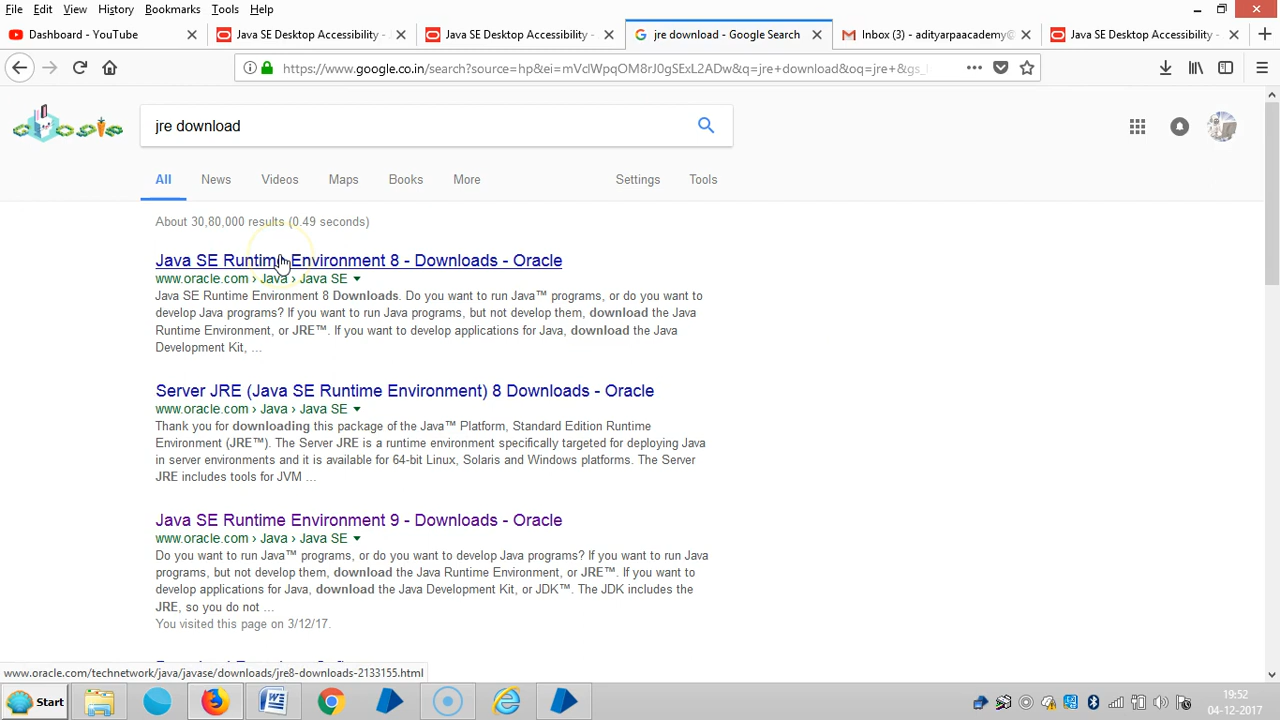 File Edit View History Bookmarks Tools Help
Dashboard - YouTube
Java SE Desktop Accessibility -
Java SE Desktop Accessibility -
jre download - Google Search
Inbox (3) - adityarpaacademy@
Java SE Desktop Accessibility -
https://www.google.co.in/search?source=hp&ei=mVclWpqOM8rJ0gSExL2ADw&q=jre+download&oq=jre+&gs_l
jre download
All News Videos Maps Books More Settings Tools
About 30,80,000 results (0.49 seconds)
Java SE Runtime Environment 8 - Downloads - Oracle
www.oracle.com › Java › Java SE
Java SE Runtime Environment 8 Downloads. Do you want to run Java™ programs, or do you want to
develop Java programs? If you want to run Java programs, but not develop them, download the Java
Runtime Environment, or JRE™. If you want to develop applications for Java, download the Java
Development Kit, ...
Server JRE (Java SE Runtime Environment) 8 Downloads - Oracle
www.oracle.com › Java › Java SE
Thank you for downloading this package of the Java™ Platform, Standard Edition Runtime
Environment (JRE™). The Server JRE is a runtime environment specifically targeted for deploying Java
in server environments and it is available for 64-bit Linux, Solaris and Windows platforms. The Server
JRE includes tools for JVM ...
Java SE Runtime Environment 9 - Downloads - Oracle
www.oracle.com › Java › Java SE
Do you want to run Java™ programs, or do you want to develop Java programs? If you want to run Java
programs, but not develop them, download the Java Runtime Environment, or JRE™. If you want to
develop applications for Java, download the Java Development Kit, or JDK™. The JDK includes the
JRE, so you do not ...
You visited this page on 3/12/17.
www.oracle.com/technetwork/java/javase/downloads/jre8-downloads-2133155.html
Start
19:52
04-12-2017